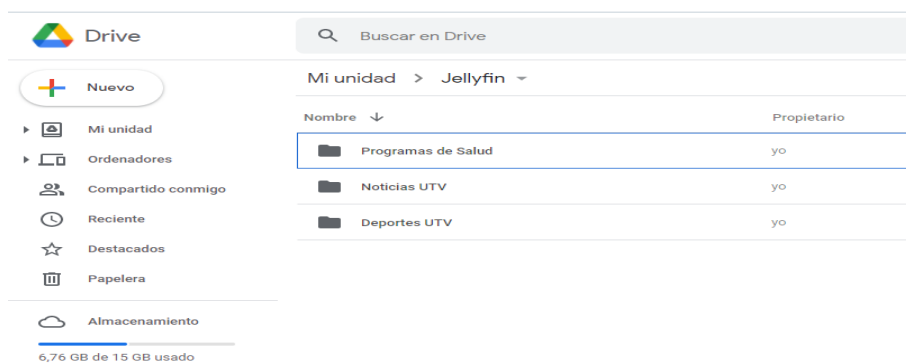 Drive
Buscar en Drive
Nuevo
Mi unidad > Jellyfin
Nombre Propietario
Mi unidad
Ordenadores
Compartido conmigo
Reciente
Destacados
Papelera
Almacenamiento
6,76 GB de 15 GB usado
Programas de Salud yo
Noticias UTV yo
Deportes UTV yo